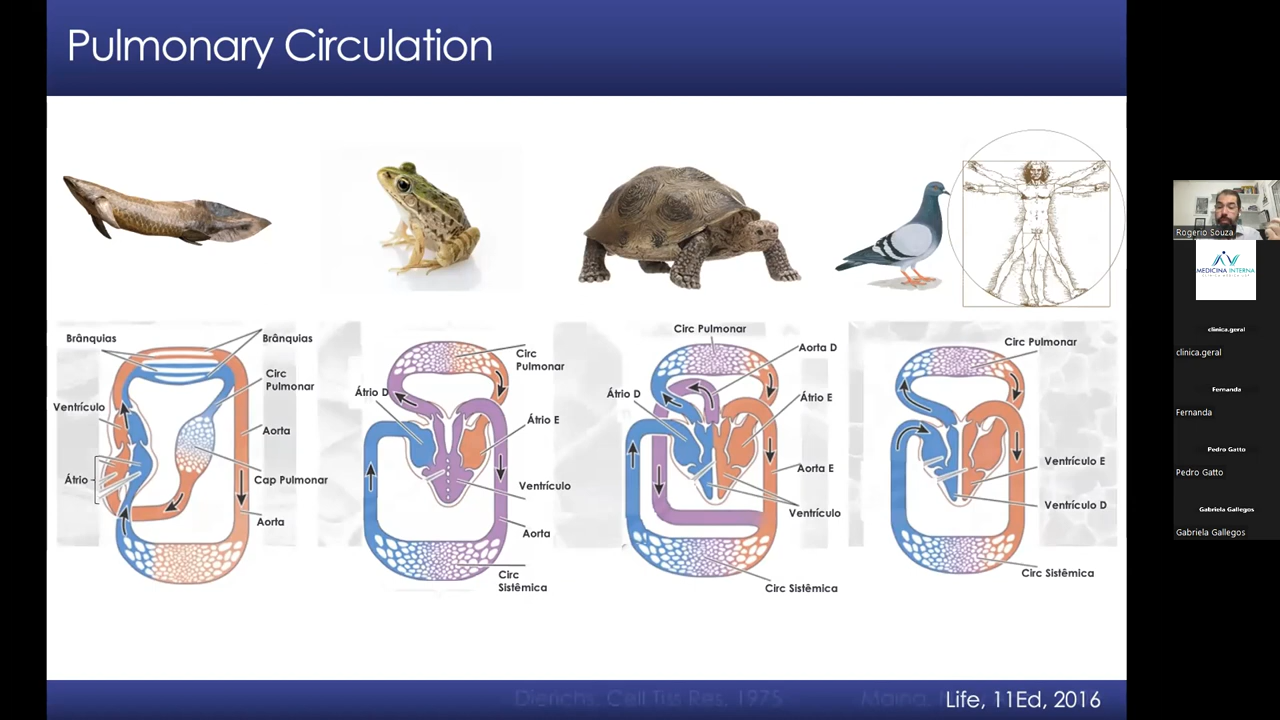 Pulmonary Circulation
Brânquias
Brânquias
Circ
Pulmonar
Ventrículo
Aorta
Átrio
Cap Pulmonar
Aorta
Circ
Pulmonar
Átrio D
Átrio E
Ventrículo
Aorta
Circ
Sistêmica
Circ Pulmonar
Aorta D
Átrio D
Átrio E
Aorta E
Ventrículo
Circ Sistêmica
Circ Pulmonar
Ventrículo E
Ventrículo D
Circ Sistêmica
Dierichs, Cell Tiss Res, 1975
Maina,
Life, 11Ed, 2016
Rogerio Souza
MEDICINA INTERNA
clinica.geral
clinica.geral
Fernanda
Fernanda
Pedro Gatto
Pedro Gatto
Gabriela Gallegos
Gabriela Gallegos